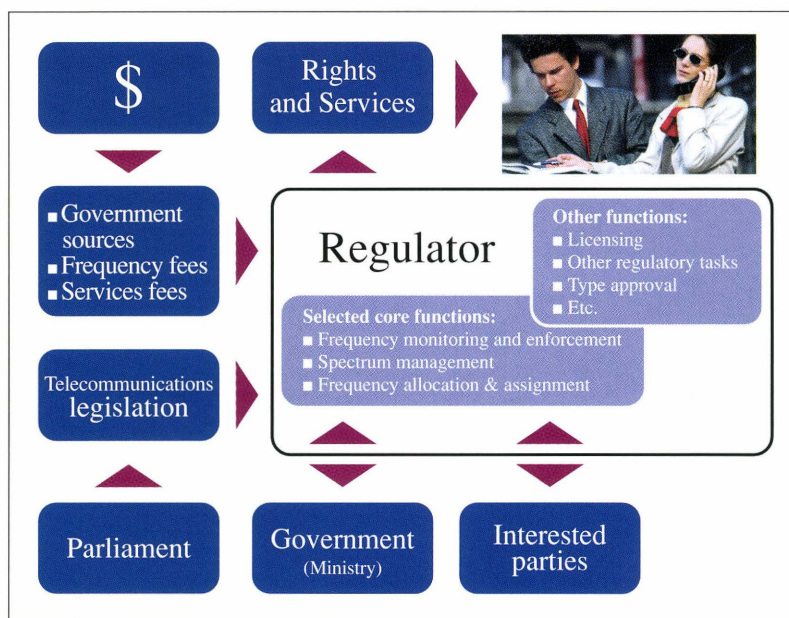 $
Rights
and Services
■ Government
sources
■ Frequency fees
■ Services fees
Regulator
Other functions:
■ Licensing
■ Other regulatory tasks
■ Type approval
■ Etc.
Selected core functions:
■ Frequency monitoring and enforcement
■ Spectrum management
■ Frequency allocation & assignment
Telecommunications
legislation
Parliament
Government
(Ministry)
Interested
parties